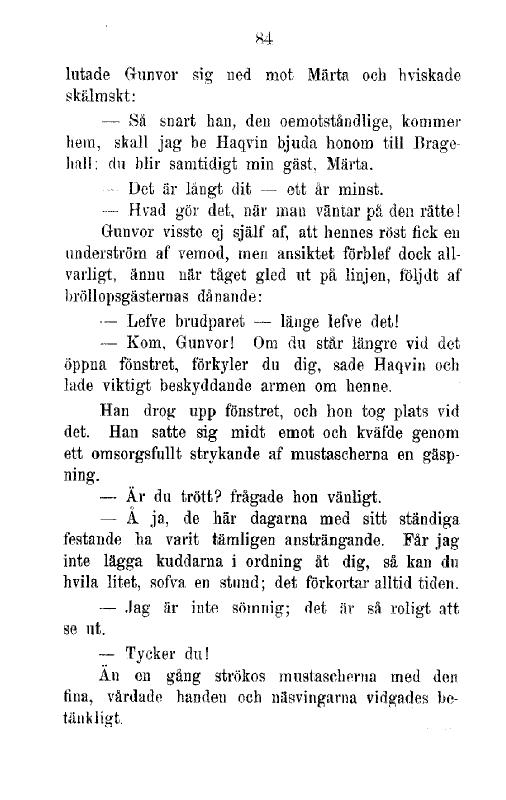 84
lutade Gunvor sig ned mot Märta och hviskade
skälmskt:
— Så snart han, den oemotståndlige, kommer
hem, skall jag be Haqvin bjuda honom till Brage-
hall; du blir samtidigt min gäst, Märta.
— Det är långt dit — ett år minst.
— Hvad gör det, när man väntar på den rätte!
Gunvor visste ej själf af, att hennes röst fick en
underström af vemod, men ansiktet förblef dock all-
varligt, ännu när tåget gled ut på linjen, följdt af
bröllopsgästernas dånande:
— Lefve brudparet — länge lefve det!
— Kom, Gunvor! Om du står längre vid det
öppna fönstret, förkyler du dig, sade Haqvin och
lade viktigt beskyddande armen om henne.
Han drog upp fönstret, och hon tog plats vid
det. Han satte sig midt emot och kväfde genom
ett omsorgsfullt strykande af mustascherna en gäsp-
ning.
— Är du trött? frågade hon vänligt.
— Å ja, de här dagarna med sitt ständiga
festande ha varit tämligen ansträngande. Får jag
inte lägga kuddarna i ordning åt dig, så kan du
hvila litet, sofva en stund; det förkortar alltid tiden.
— Jag är inte sömnig; det är så roligt att
se ut.
— Tycker du!
Än en gång strökos mustascherna med den
fina, vårdade handen och näsvingarna vidgades be-
tänkligt.